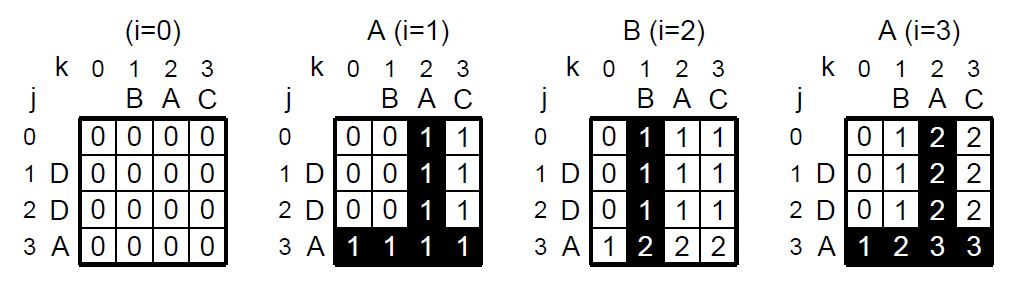 (i=0) A (i=1) B (i=2) A (i=3)
k 0 1 2 3 k 0 1 2 3 k 0 1 2 3 k 0 1 2 3
j B A C j B A C j B A C j B A C
0 0 0 0 0 0 0 0 1 1 0 0 1 1 1 0 0 1 2 2
1 D 0 0 0 0 1 D 0 0 1 1 1 D 0 1 1 1 1 D 0 1 2 2
2 D 0 0 0 0 2 D 0 0 1 1 2 D 0 1 1 1 2 D 0 1 2 2
3 A 0 0 0 0 3 A 1 1 1 1 3 A 1 2 2 2 3 A 1 2 3 3